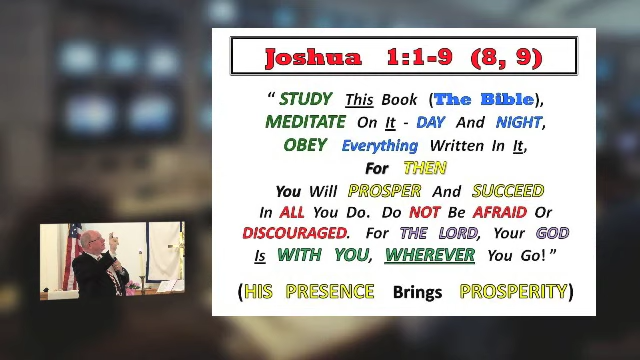 Joshua 1:1-9 (8, 9)
“ STUDY This Book (The Bible),
MEDITATE On It - DAY And NIGHT,
OBEY Everything Written In It,
For THEN
You Will PROSPER And SUCCEED
In ALL You Do. Do NOT Be AFRAID Or
DISCOURAGED. For THE LORD, Your GOD
Is WITH YOU, WHEREVER You Go! ”
(HIS PRESENCE Brings PROSPERITY)